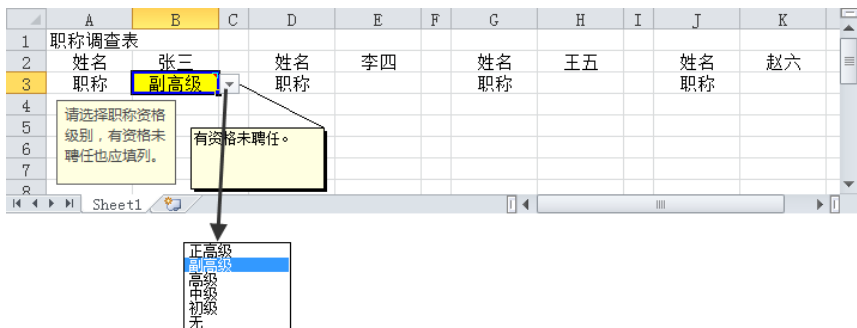 A B C D E F G H I J K
1 职称调查表
2 姓名 张三 姓名 李四 姓名 王五 姓名 赵六
3 职称 副高级 职称 职称 职称
4
5
6
7
8
请选择职称资格
级别，有资格未
聘任也应填列。
有资格未聘任。
Sheet1
正高级
副高级
高级
中级
初级
无